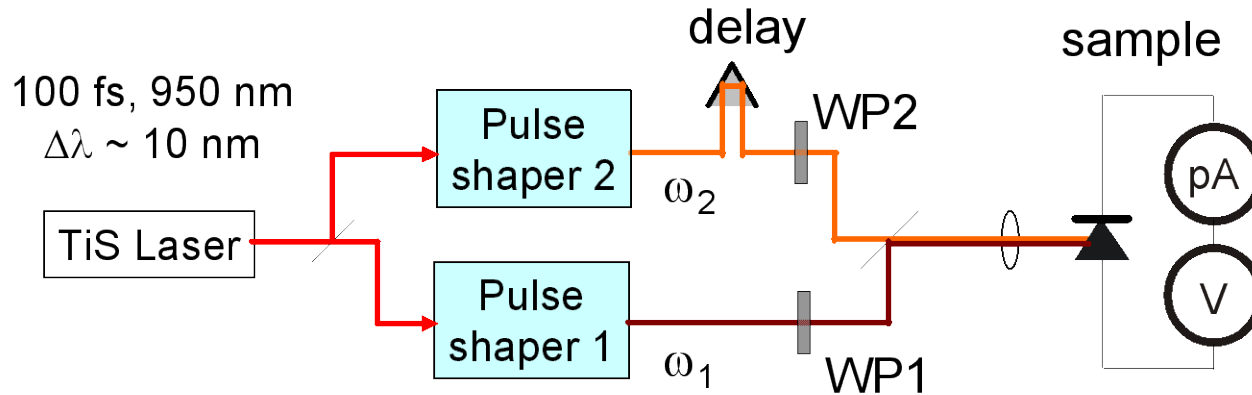 delay
sample
100 fs, 950 nm
Δλ ~ 10 nm
Pulse
shaper 2
WP2
ω2
pA
TiS Laser
Pulse
shaper 1
WP1
ω1
V